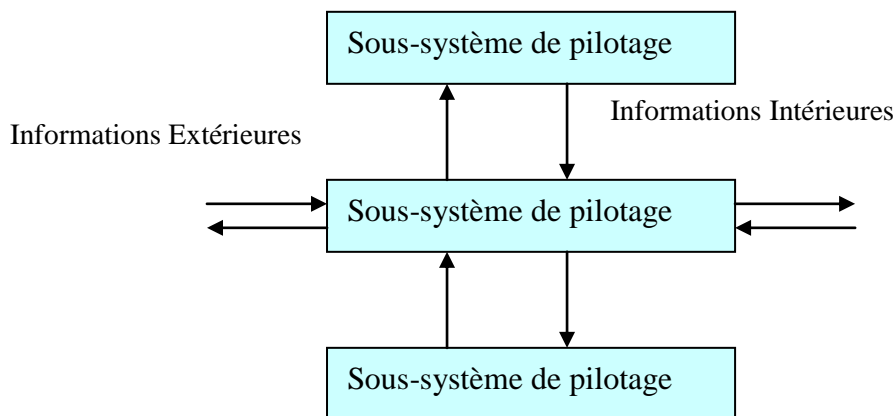 Sous-système de pilotage
Informations Intérieures
Informations Extérieures
Sous-système de pilotage
Sous-système de pilotage